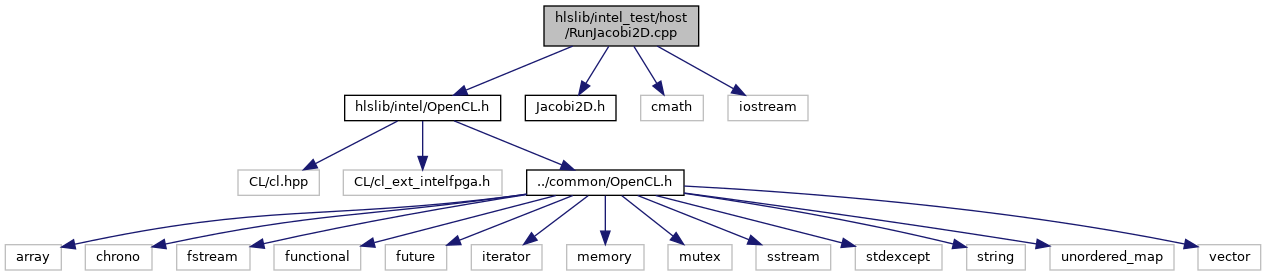 hlslib/intel_test/host
/RunJacobi2D.cpp
hlslib/intel/OpenCL.h
Jacobi2D.h
cmath
iostream
CL/cl.hpp
CL/cl_ext_intelfpga.h
../common/OpenCL.h
array
chrono
fstream
functional
future
iterator
memory
mutex
sstream
stdexcept
string
unordered_map
vector